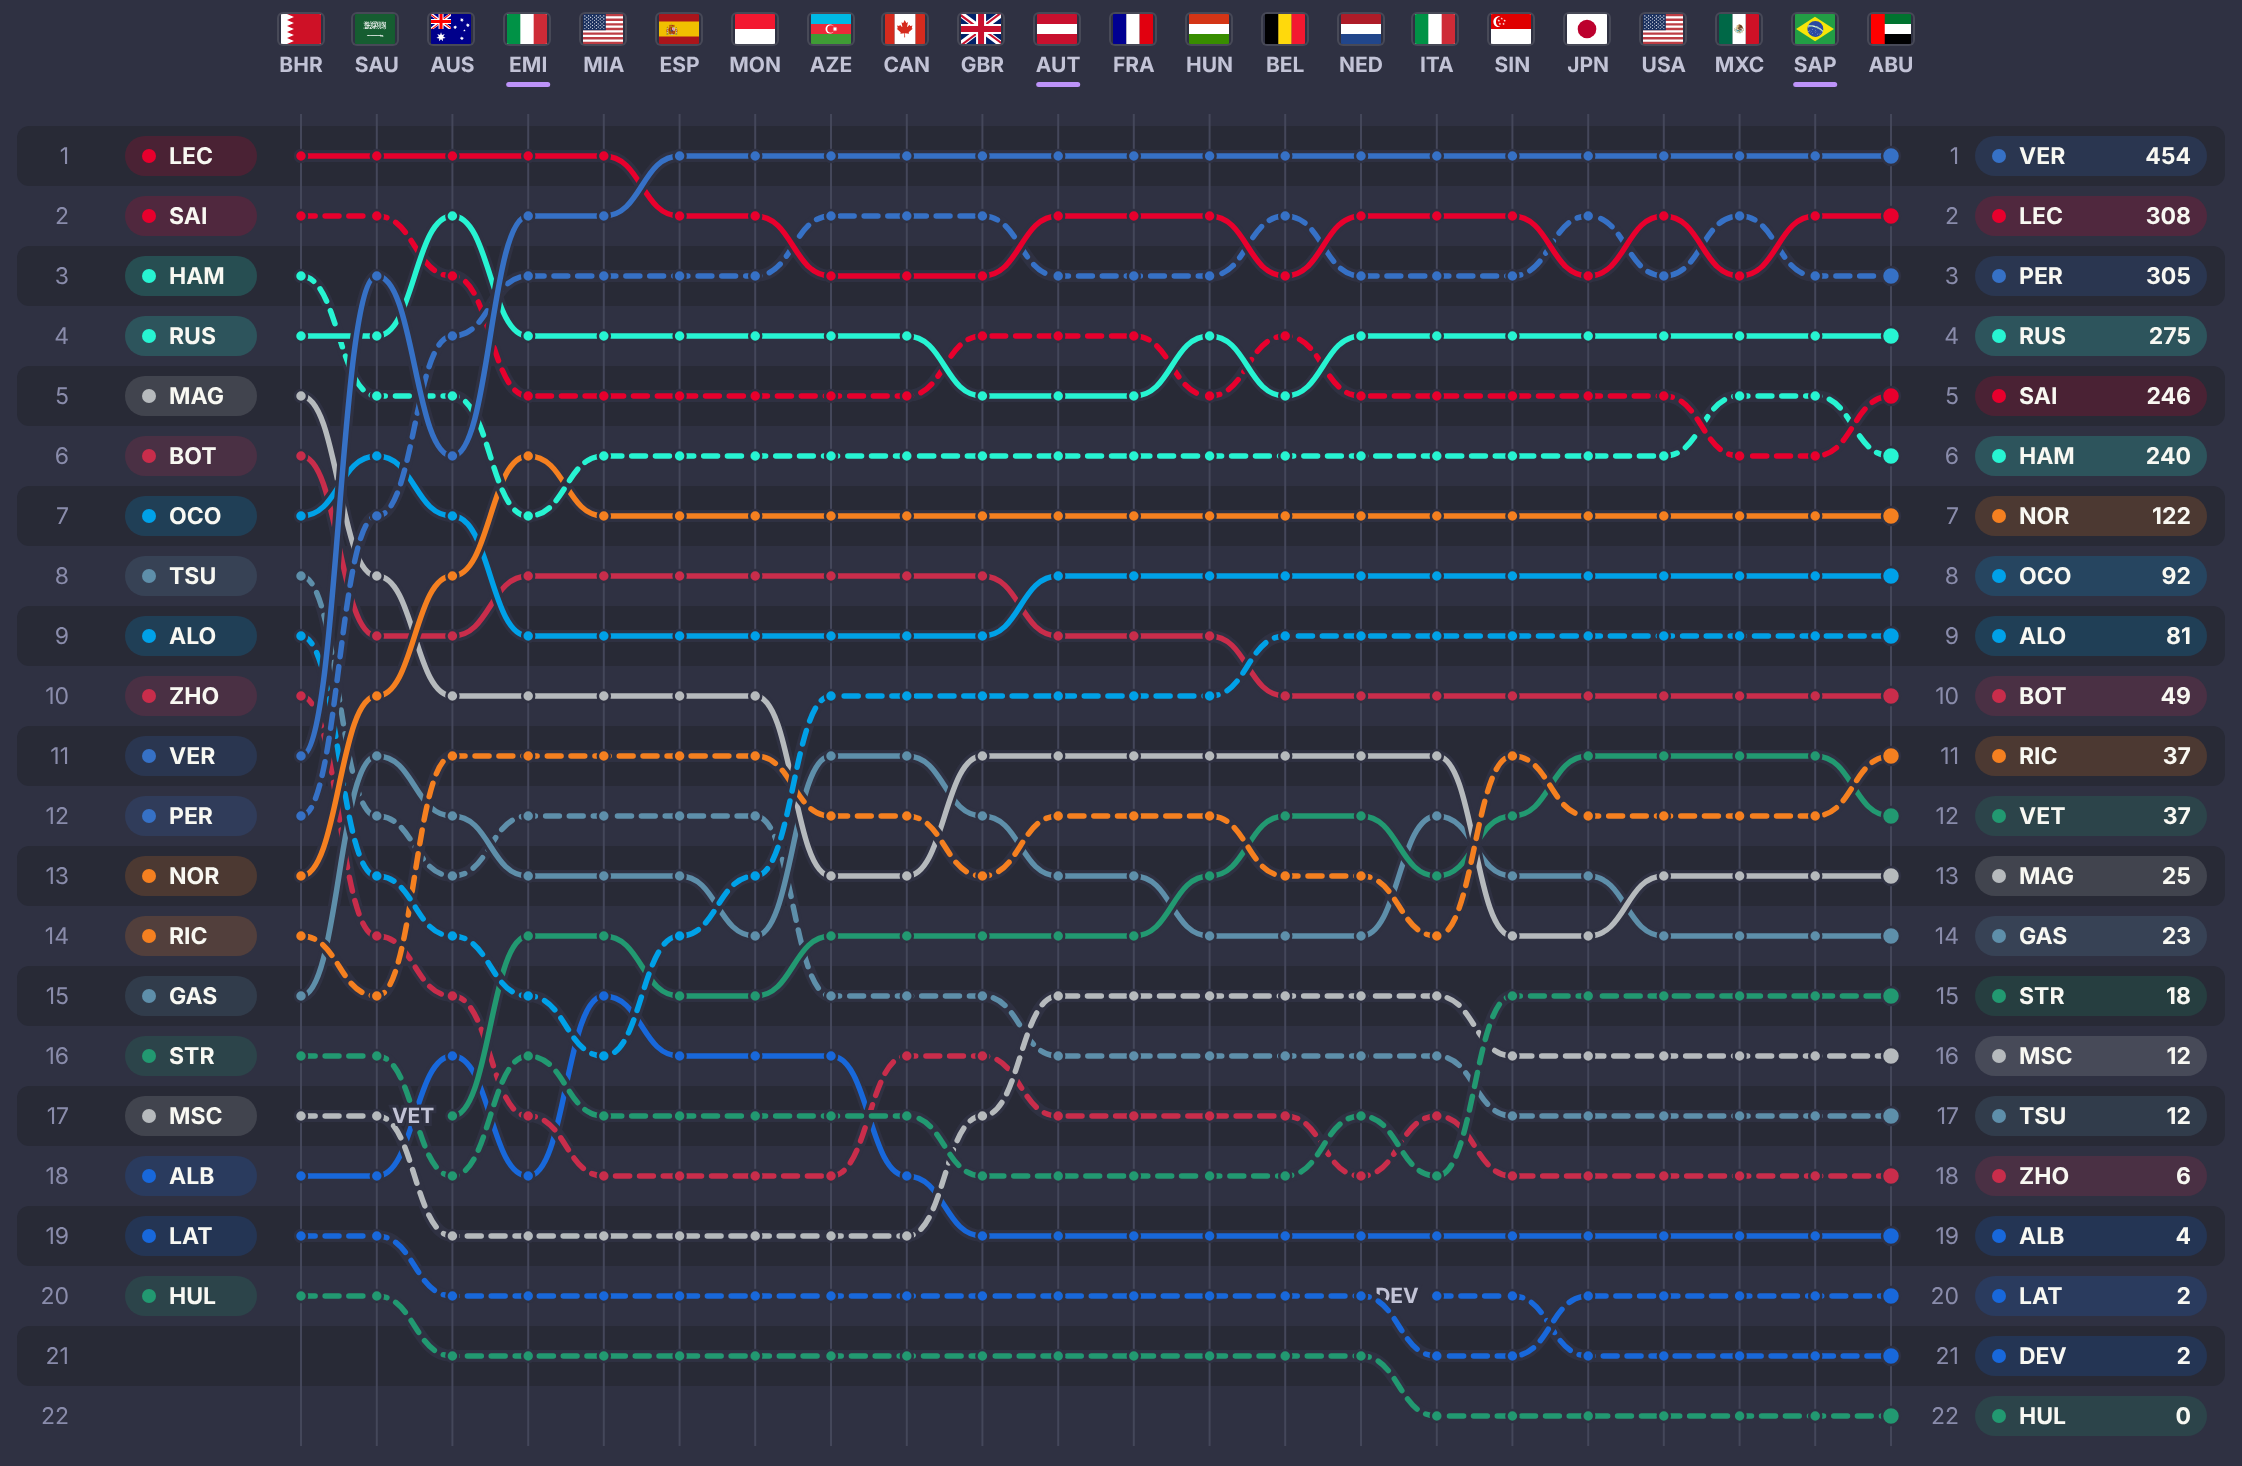 BHR SAU AUS EMI MIA ESP MON AZE CAN GBR AUT FRA HUN BEL NED ITA SIN JPN USA MXC SAP ABU
1 LEC 1 VER 454
2 SAI 2 LEC 308
3 HAM 3 PER 305
4 RUS 4 RUS 275
5 MAG 5 SAI 246
6 BOT 6 HAM 240
7 OCO 7 NOR 122
8 TSU 8 OCO 92
9 ALO 9 ALO 81
10 ZHO 10 BOT 49
11 VER 11 RIC 37
12 PER 12 VET 37
13 NOR 13 MAG 25
14 RIC 14 GAS 23
15 GAS 15 STR 18
16 STR 16 MSC 12
17 MSC VET 17 TSU 12
18 ALB 18 ZHO 6
19 LAT 19 ALB 4
20 HUL DEV 20 LAT 2
21 21 DEV 2
22 22 HUL 0